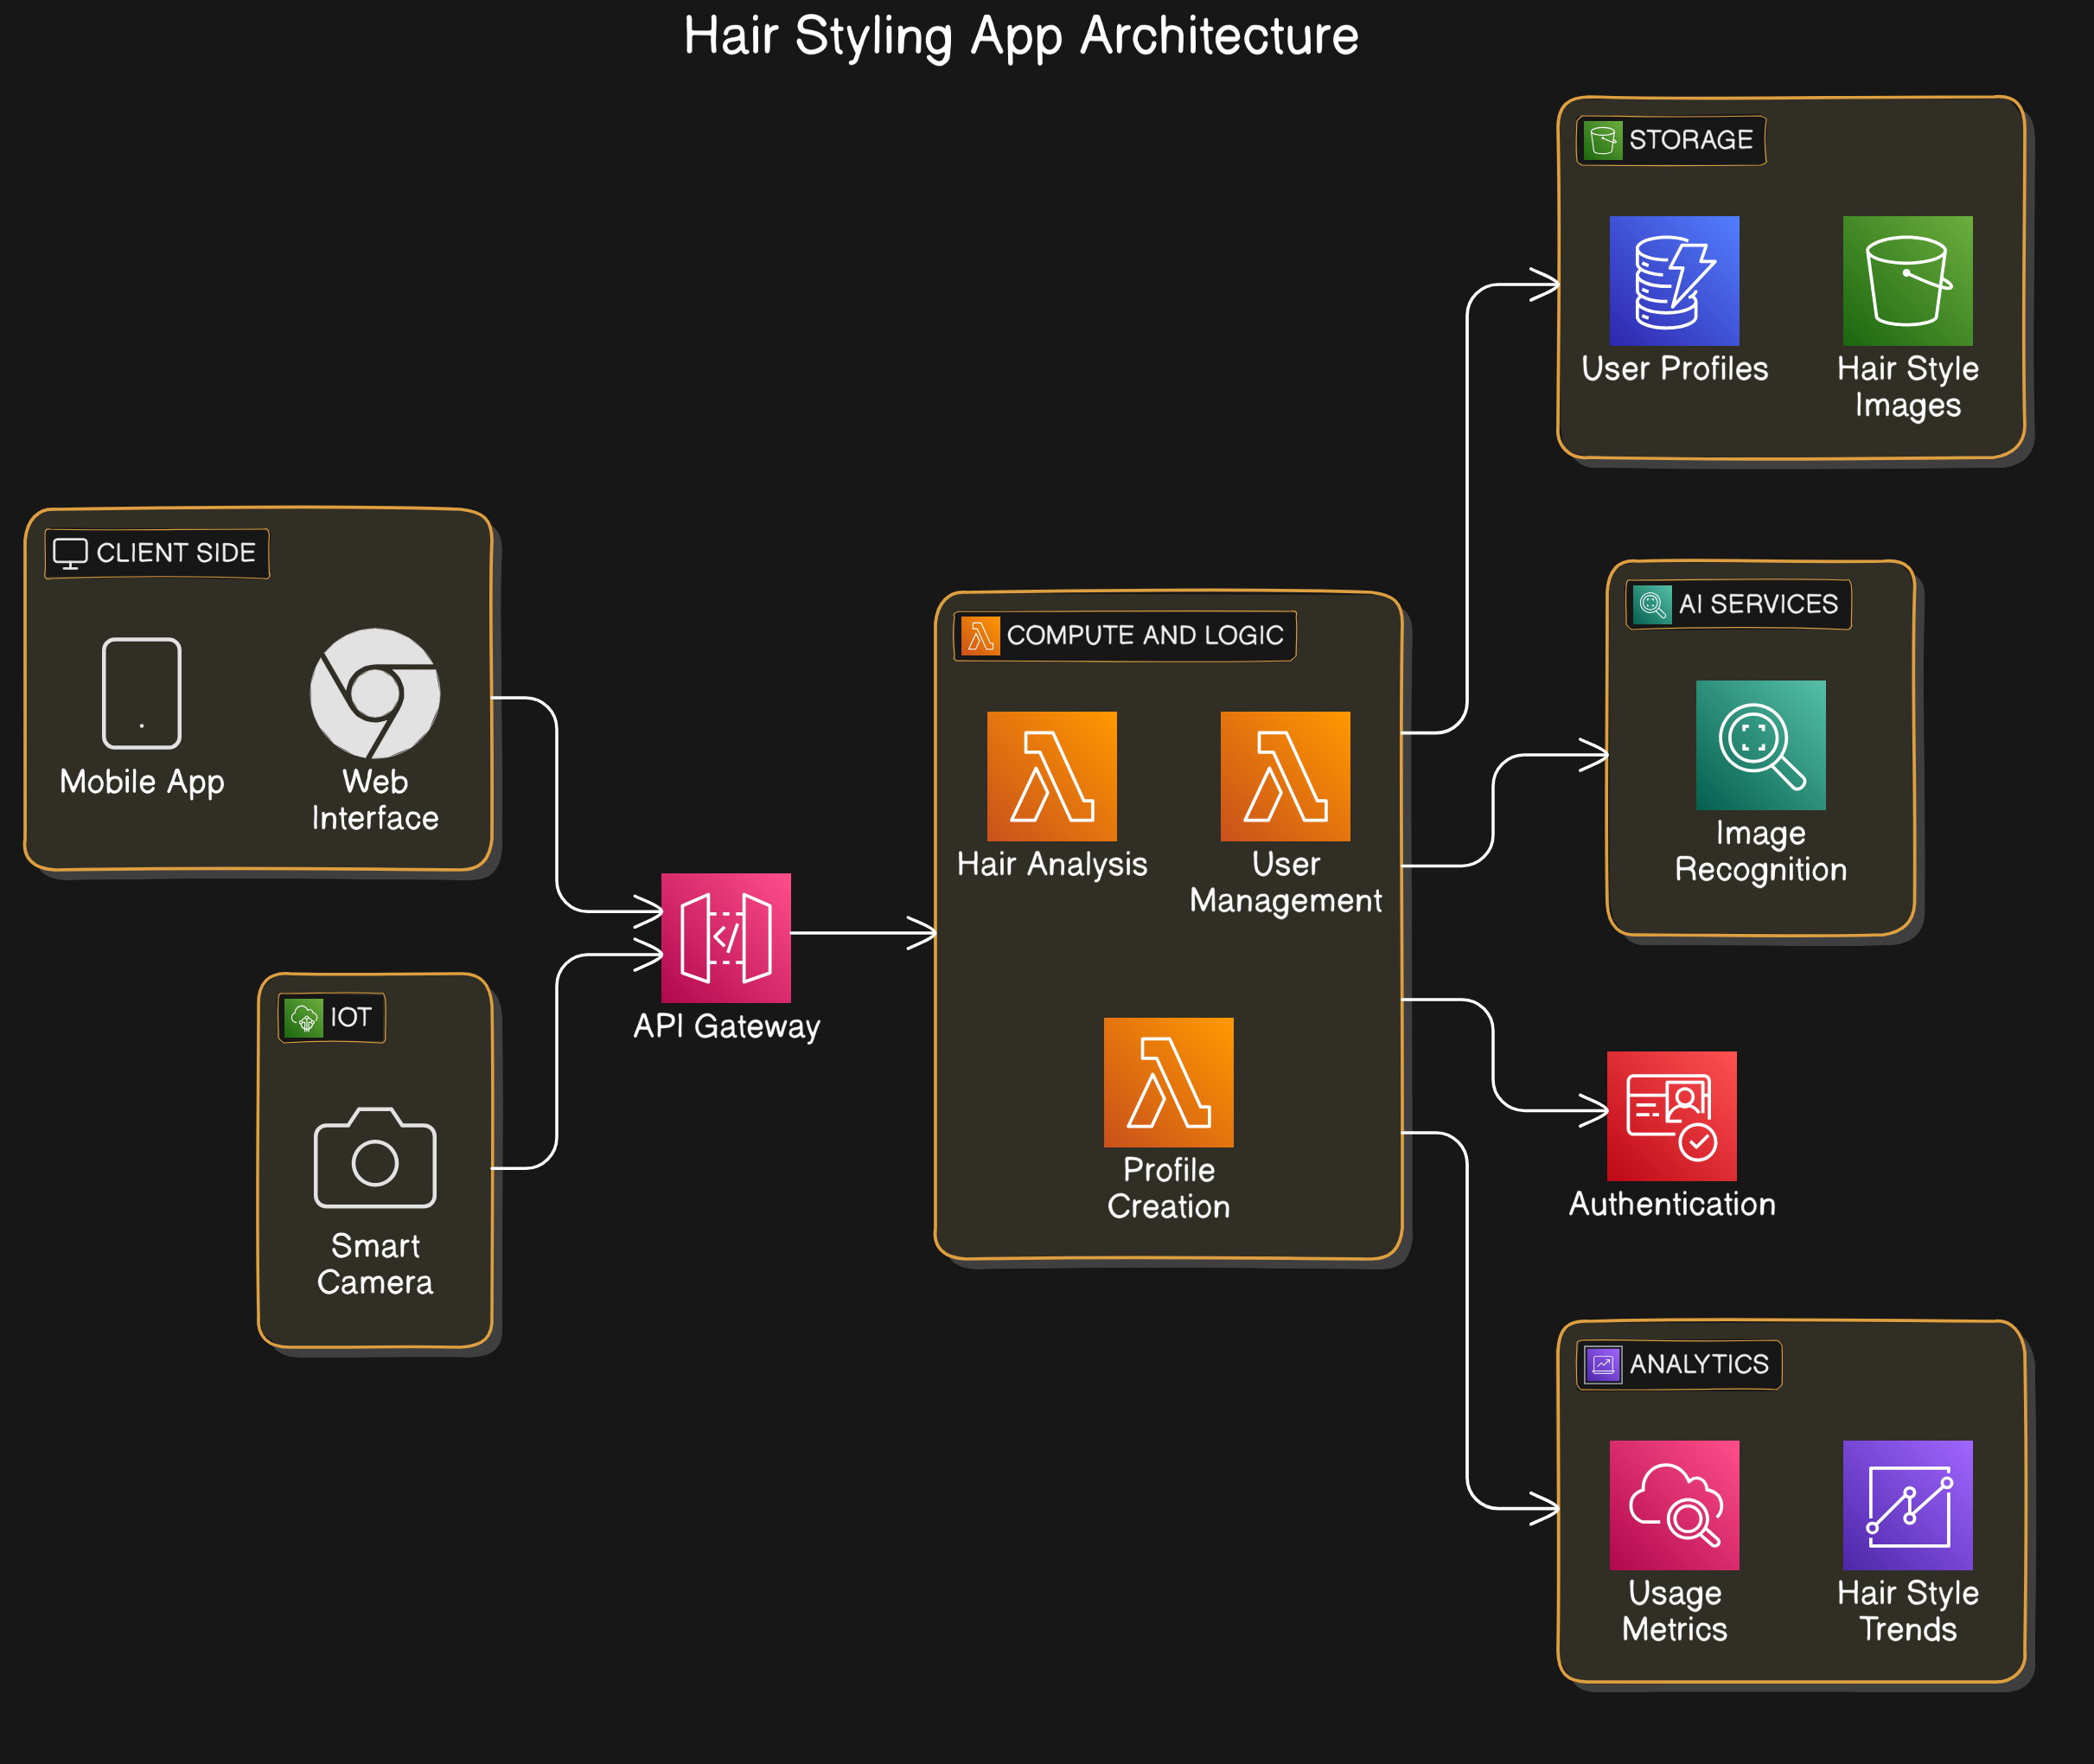 Hair Styling App Architecture
STORAGE
User Profiles
Hair Style
Images
CLIENT SIDE
Mobile App
Web
Interface
COMPUTE AND LOGIC
Hair Analysis
User
Management
Profile
Creation
AI SERVICES
Image
Recognition
API Gateway
IOT
Smart
Camera
Authentication
ANALYTICS
Usage
Metrics
Hair Style
Trends